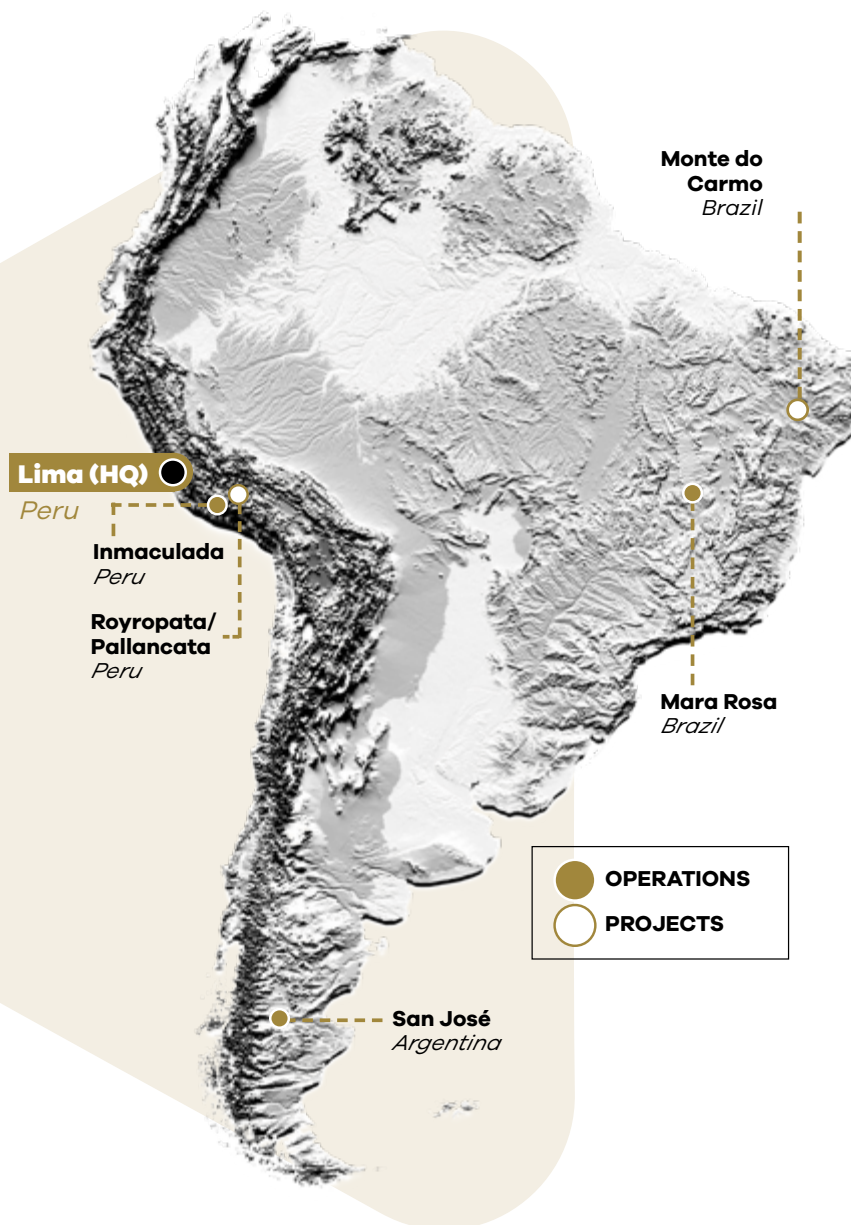 Monte do
Carmo
Brazil
Lima (HQ)
Peru
Inmaculada
Peru
Royropata/
Pallancata
Peru
Mara Rosa
Brazil
OPERATIONS
PROJECTS
San José
Argentina